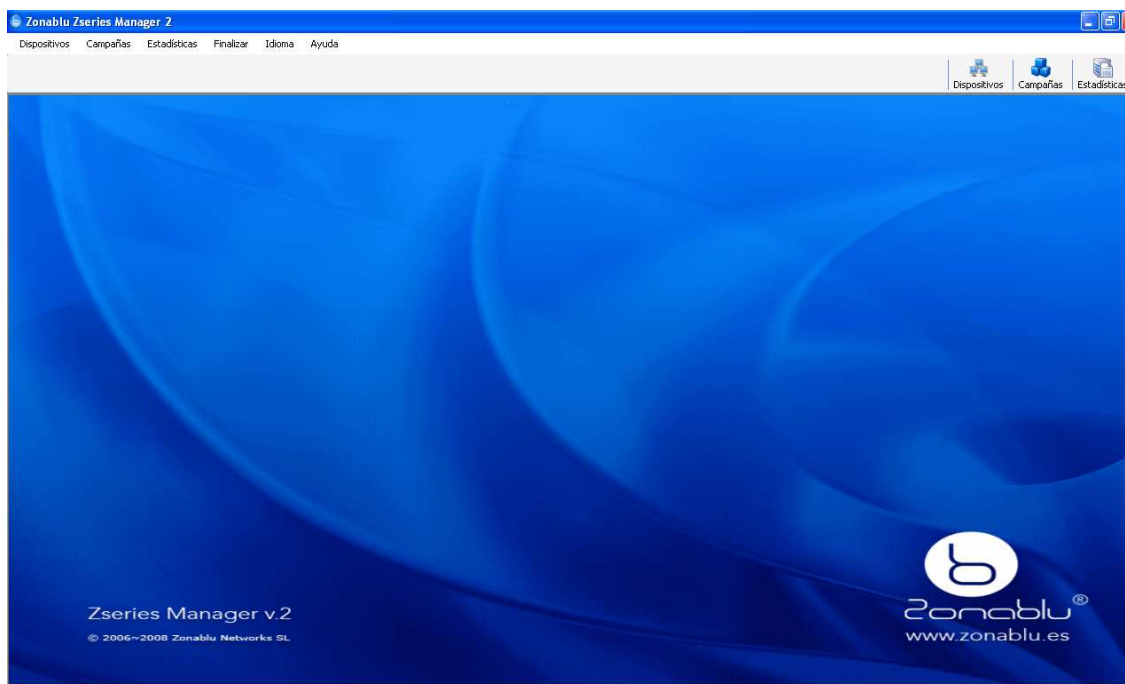 Zonablu Zseries Manager 2
Dispositivos Campañas Estadísticas Finalizar Idioma Ayuda
Dispositivos Campañas Estadísticas
Zseries Manager v.2
© 2006~2008 Zonablu Networks SL
zonablu®
www.zonablu.es